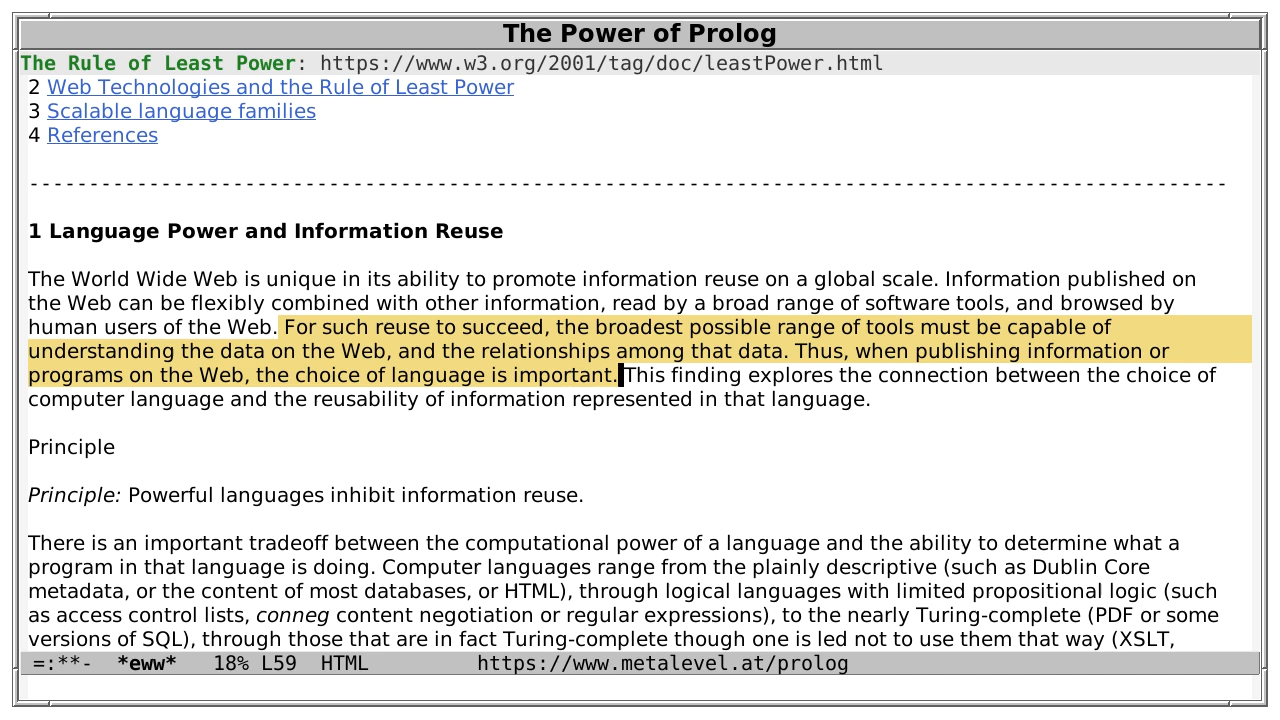 The Power of Prolog
The Rule of Least Power: https://www.w3.org/2001/tag/doc/leastPower.html
2 Web Technologies and the Rule of Least Power
3 Scalable language families
4 References
----------------------------------------------------------------------------------------------------
1 Language Power and Information Reuse
The World Wide Web is unique in its ability to promote information reuse on a global scale. Information published on
the Web can be flexibly combined with other information, read by a broad range of software tools, and browsed by
human users of the Web. For such reuse to succeed, the broadest possible range of tools must be capable of
understanding the data on the Web, and the relationships among that data. Thus, when publishing information or
programs on the Web, the choice of language is important. This finding explores the connection between the choice of
computer language and the reusability of information represented in that language.
Principle
Principle: Powerful languages inhibit information reuse.
There is an important tradeoff between the computational power of a language and the ability to determine what a
program in that language is doing. Computer languages range from the plainly descriptive (such as Dublin Core
metadata, or the content of most databases, or HTML), through logical languages with limited propositional logic (such
as access control lists, conneg content negotiation or regular expressions), to the nearly Turing-complete (PDF or some
versions of SQL), through those that are in fact Turing-complete though one is led not to use them that way (XSLT,
=:**-  *eww*   18% L59  HTML         https://www.metalevel.at/prolog